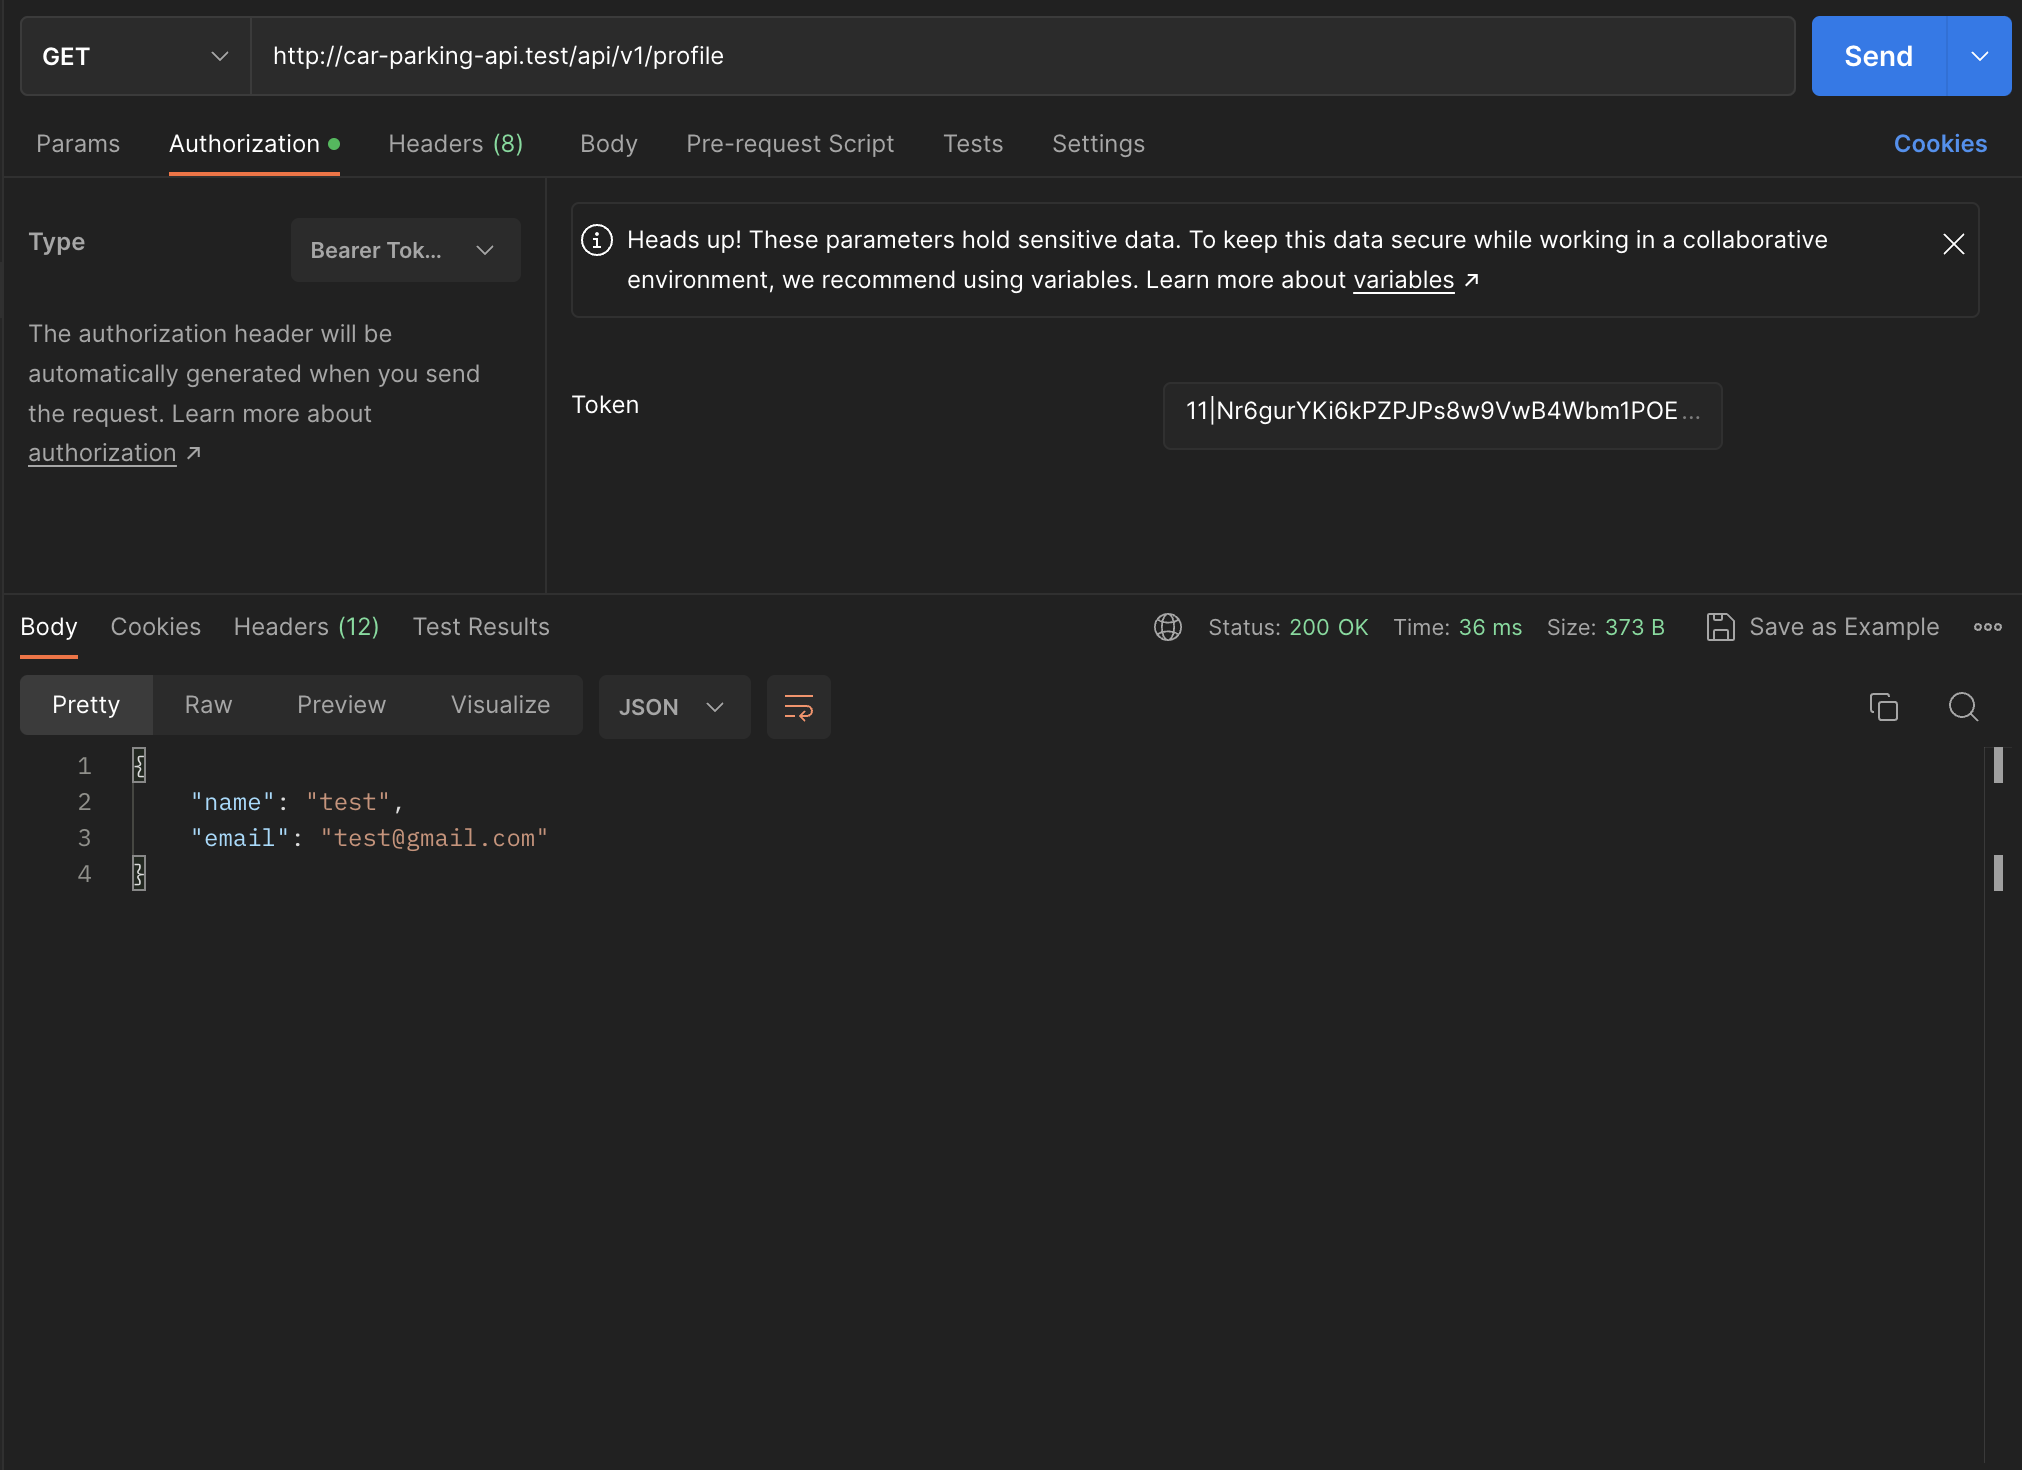 GET
http://car-parking-api.test/api/v1/profile
Send
Params
Authorization
Headers (8)
Body
Pre-request Script
Tests
Settings
Cookies
Type
Bearer Tok...
The authorization header will be
automatically generated when you send
the request. Learn more about
authorization ↗
Heads up! These parameters hold sensitive data. To keep this data secure while working in a collaborative
environment, we recommend using variables. Learn more about variables ↗
Token
11|Nr6gurYKi6kPZPJPs8w9VwB4Wbm1POE...
Body
Cookies
Headers (12)
Test Results
Status: 200 OK
Time: 36 ms
Size: 373 B
Save as Example
Pretty
Raw
Preview
Visualize
JSON
1 {
2 "name": "test",
3 "email": "test@gmail.com"
4 }